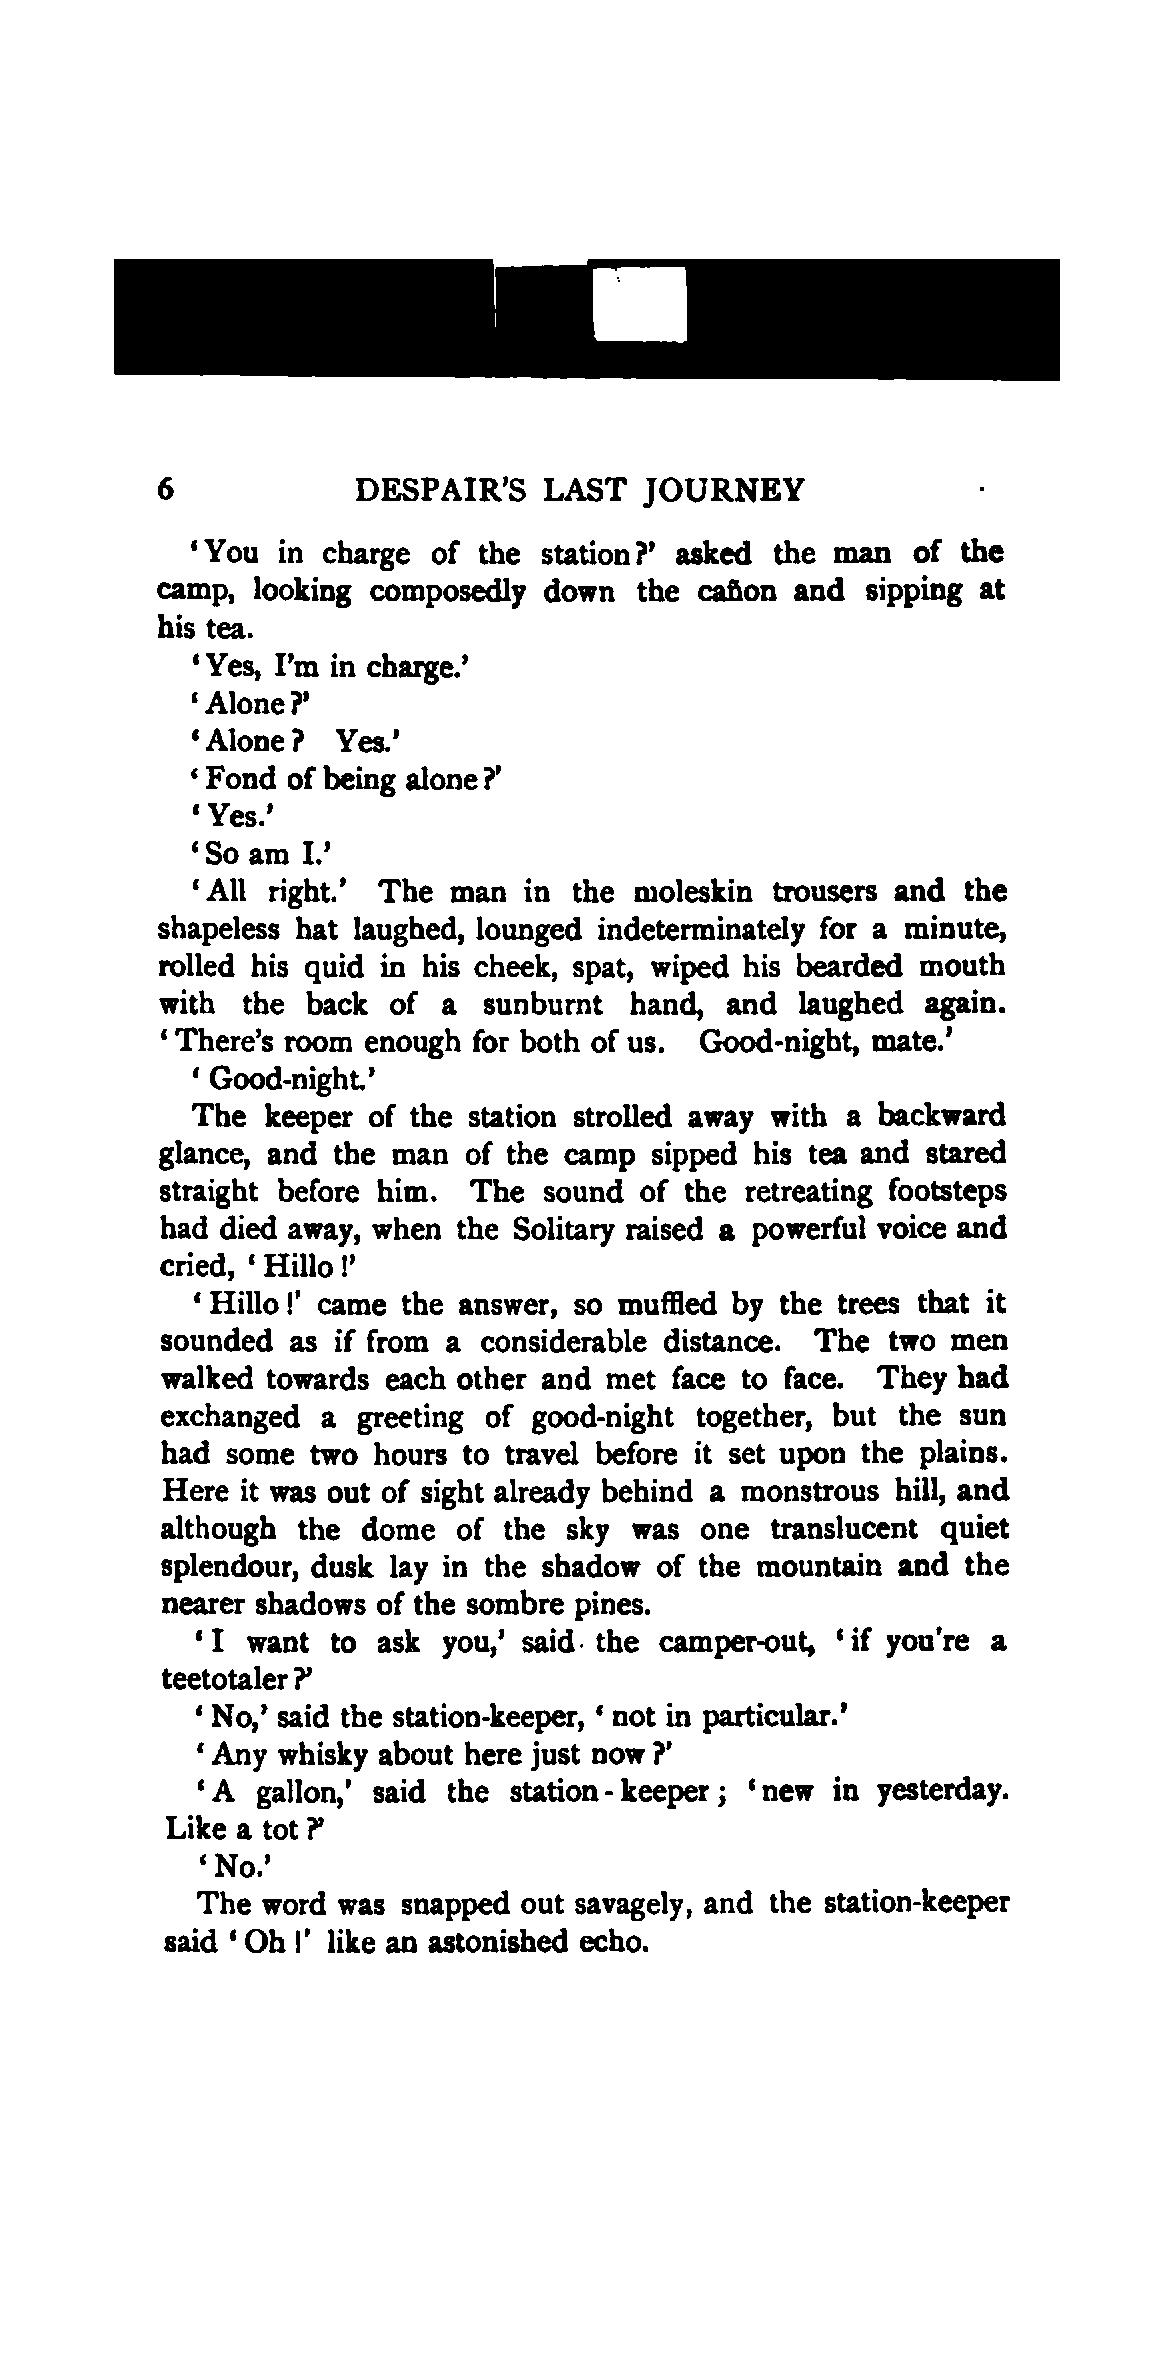 6 DESPAIR'S LAST JOURNEY
‘You in charge of the station?’ asked the man of the
camp, looking composedly down the cañon and sipping at
his tea.
‘Yes, I'm in charge.’
‘Alone?’
‘Alone? Yes.’
‘Fond of being alone?’
‘Yes.’
‘So am I.’
‘All right.’ The man in the moleskin trousers and the
shapeless hat laughed, lounged indeterminately for a minute,
rolled his quid in his cheek, spat, wiped his bearded mouth
with the back of a sunburnt hand, and laughed again.
‘There's room enough for both of us. Good-night, mate.’
‘Good-night.’
The keeper of the station strolled away with a backward
glance, and the man of the camp sipped his tea and stared
straight before him. The sound of the retreating footsteps
had died away, when the Solitary raised a powerful voice and
cried, ‘Hillo!’
‘Hillo!’ came the answer, so muffled by the trees that it
sounded as if from a considerable distance. The two men
walked towards each other and met face to face. They had
exchanged a greeting of good-night together, but the sun
had some two hours to travel before it set upon the plains.
Here it was out of sight already behind a monstrous hill, and
although the dome of the sky was one translucent quiet
splendour, dusk lay in the shadow of the mountain and the
nearer shadows of the sombre pines.
‘I want to ask you,’ said the camper-out, ‘if you're a
teetotaler?’
‘No,’ said the station-keeper, ‘not in particular.’
‘Any whisky about here just now?’
‘A gallon,’ said the station-keeper; ‘new in yesterday.
Like a tot?’
‘No.’
The word was snapped out savagely, and the station-keeper
said ‘Oh!’ like an astonished echo.